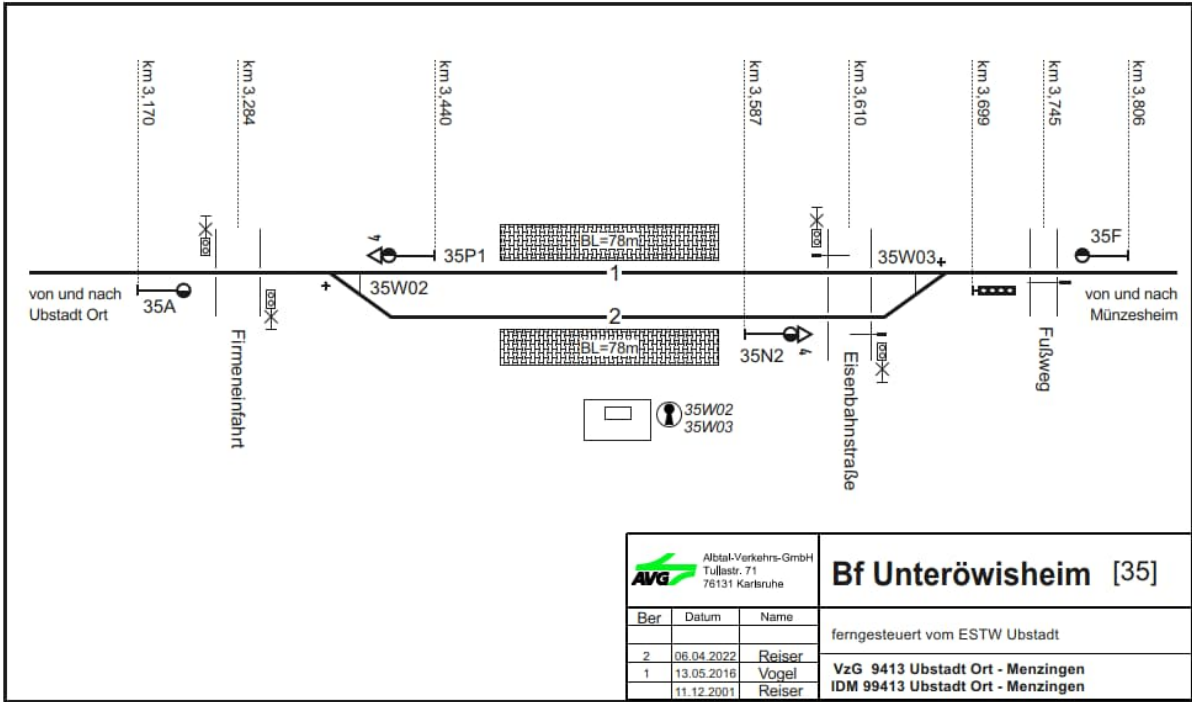 km 3,170
km 3,284
km 3,440
km 3,587
km 3,610
km 3,699
km 3,745
km 3,806
BL=78m
4
35P1
35W03
+
35F
1
von und nach
Ubstadt Ort
35A
+
35W02
2
von und nach
Münzesheim
BL=78m
35N2
4
Firmeneinfahrt
Eisenbahnstraße
Fußweg
35W02
35W03
AVG
Albtal-Verkehrs-GmbH
Tullastr. 71
76131 Karlsruhe
Bf Unteröwisheim [35]
Ber Datum Name
ferngesteuert vom ESTW Ubstadt
2 06.04.2022 Reiser
1 13.05.2016 Vogel
11.12.2001 Reiser
VzG 9413 Ubstadt Ort - Menzingen
IDM 99413 Ubstadt Ort - Menzingen